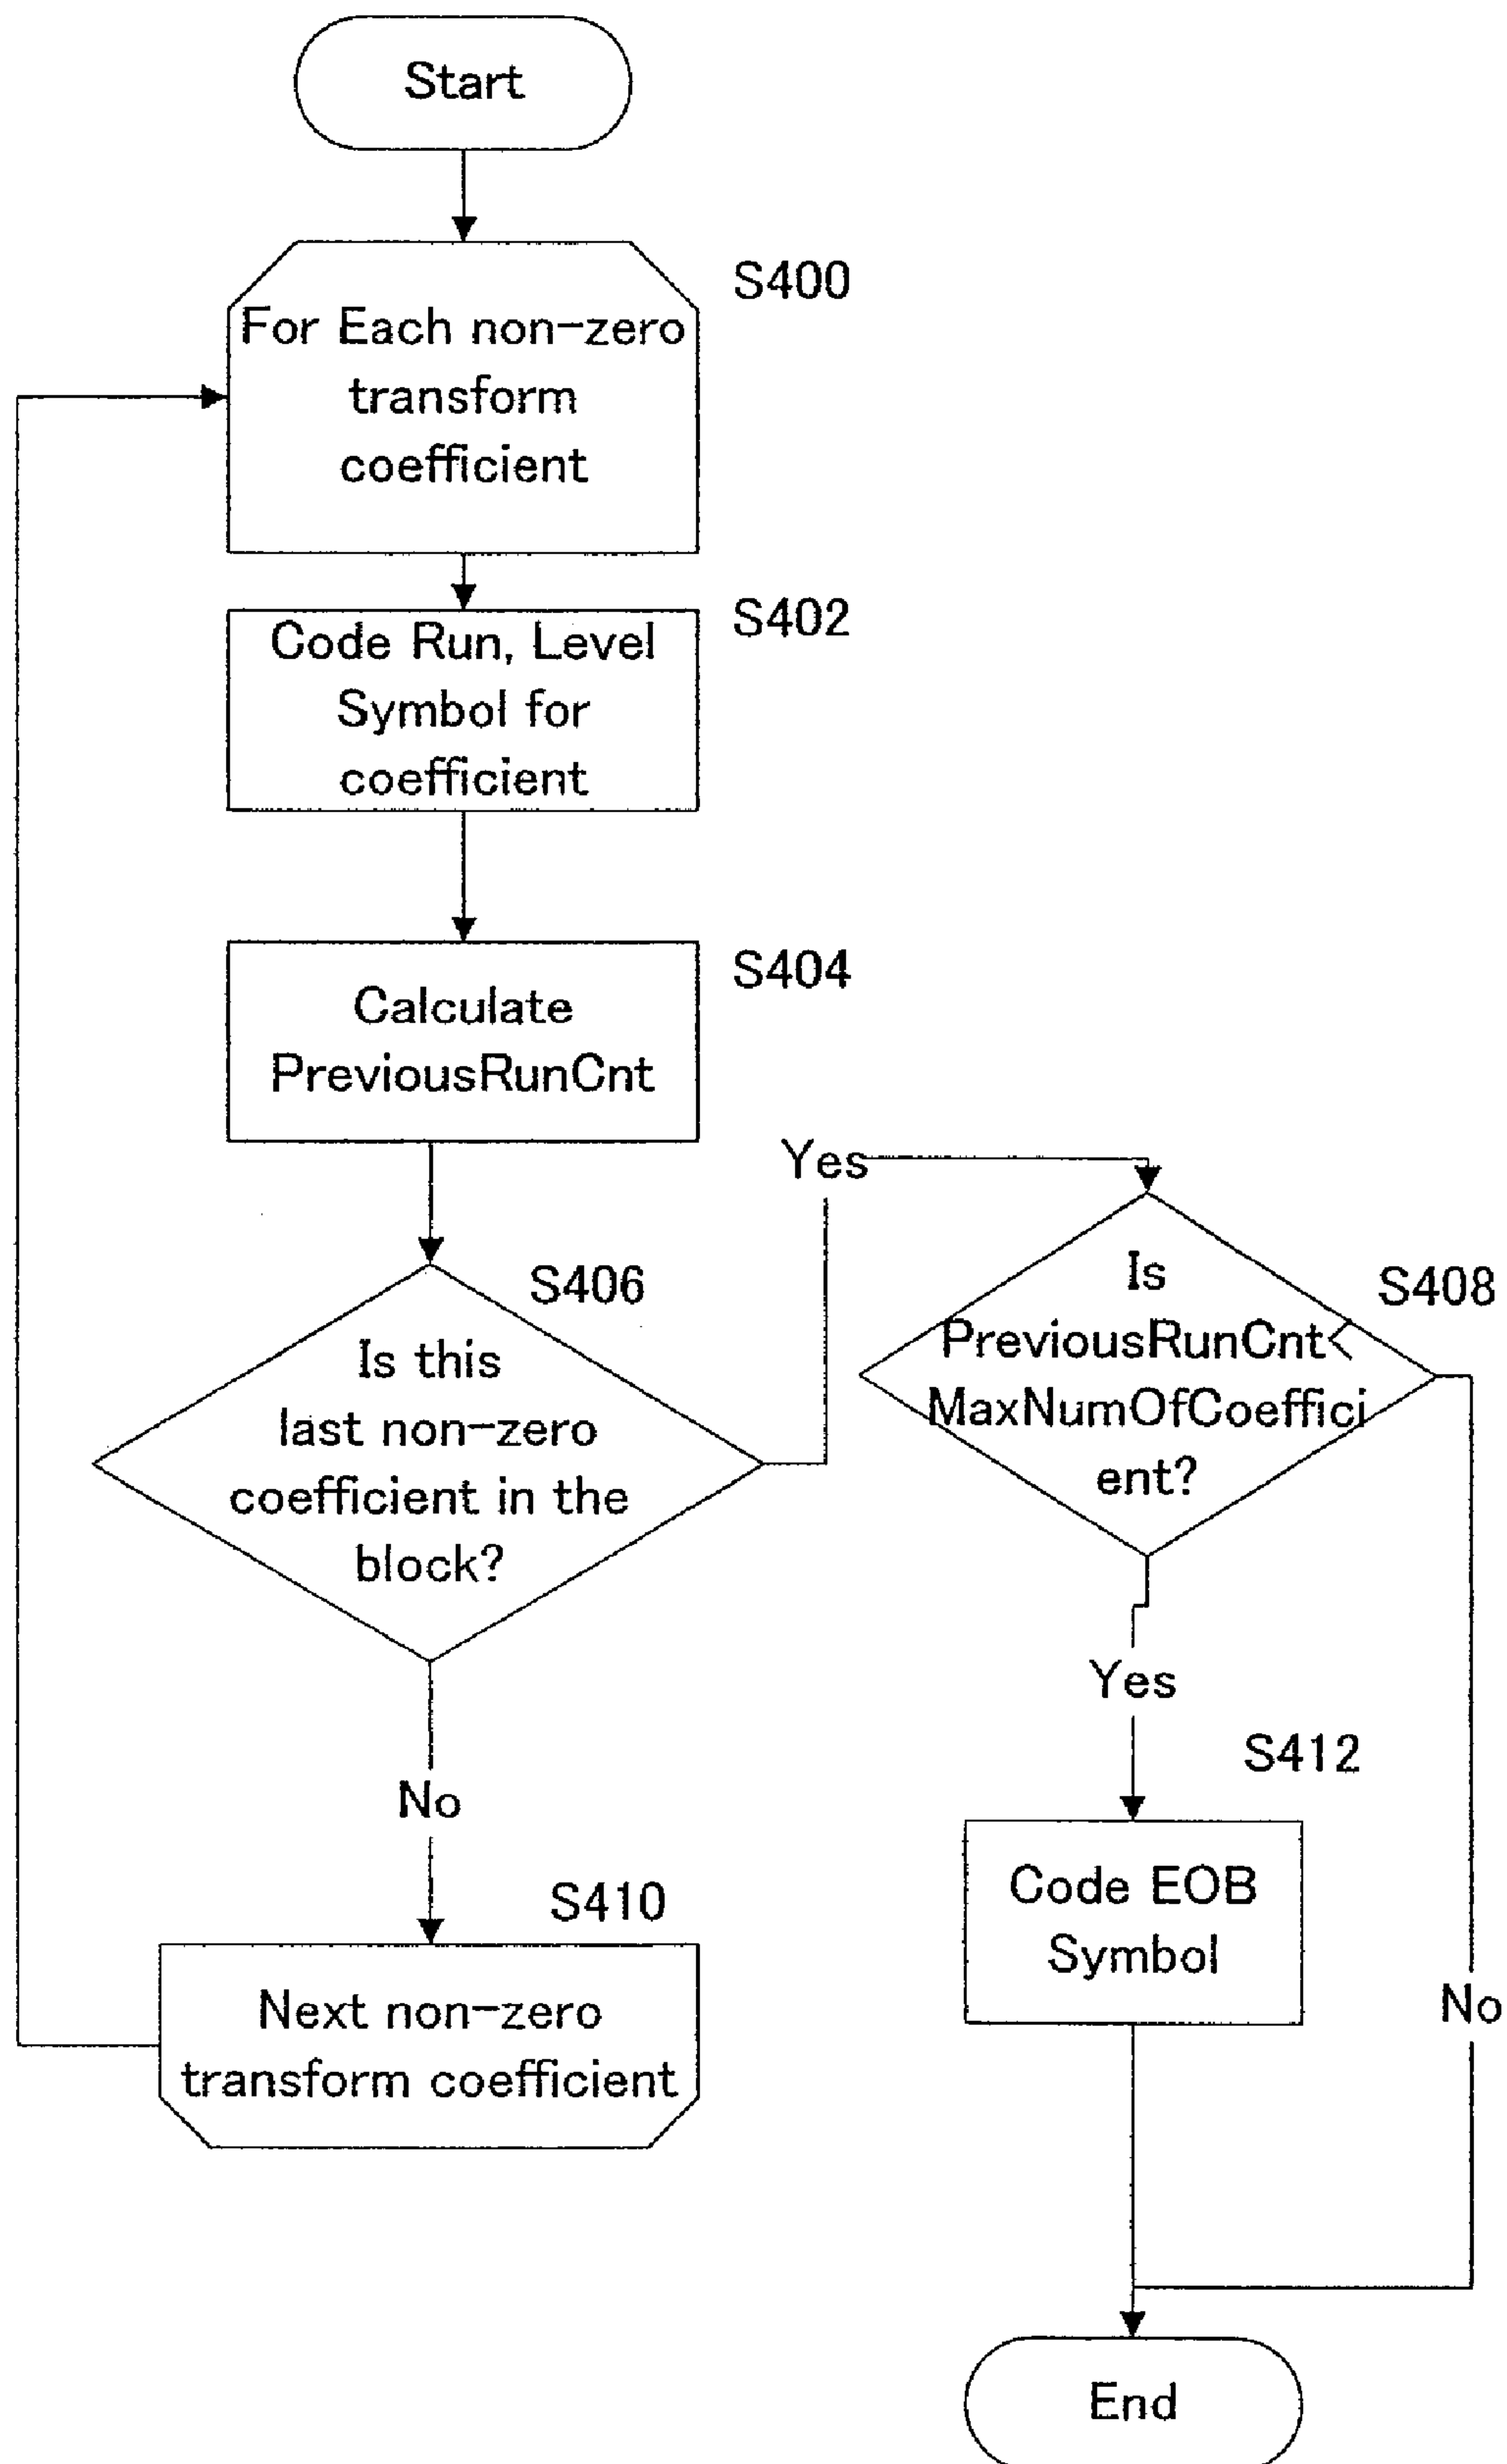 Start
S400
For Each non-zero
transform
coefficient
S402
Code Run, Level
Symbol for
coefficient
S404
Calculate
PreviousRunCnt
Yes
S406
Is this
last non-zero
coefficient in the
block?
S408
Is
PreviousRunCnt<
MaxNumOfCoeffici
ent?
Yes
No
S412
Code EOB
Symbol
S410
Next non-zero
transform coefficient
No
End